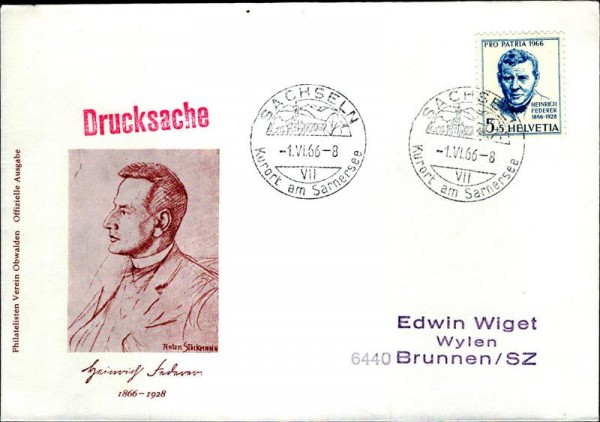 PRO PATRIA 1966
HEINRICH
FEDERER
1866-1928
5+5 HELVETIA
SACHSELN
-1.VI.66-8
VII
Kurort am Sarnersee
SACHSELN
-1.VI.66-8
VII
Kurort am Sarnersee
Drucksache
Philatelisten Verein Obwalden Offizielle Ausgabe
Anton Stockmann
Heinrich Federer.
1866-1928
Edwin Wiget
Wylen
6440 Brunnen/SZ